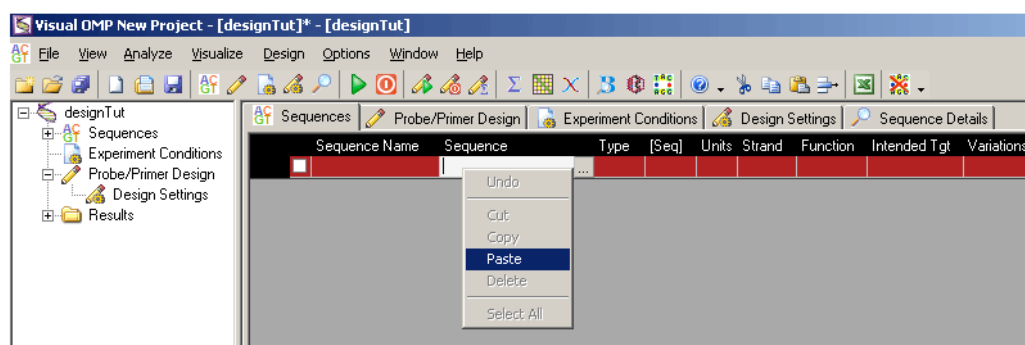 Visual OMP New Project - [designTut]* - [designTut]
File View Analyze Visualize Design Options Window Help
designTut
Sequences
Experiment Conditions
Probe/Primer Design
Design Settings
Results
Sequences Probe/Primer Design Experiment Conditions Design Settings Sequence Details
Sequence Name Sequence Type [Seq] Units Strand Function Intended Tgt Variations
...
Undo
Cut
Copy
Paste
Delete
Select All